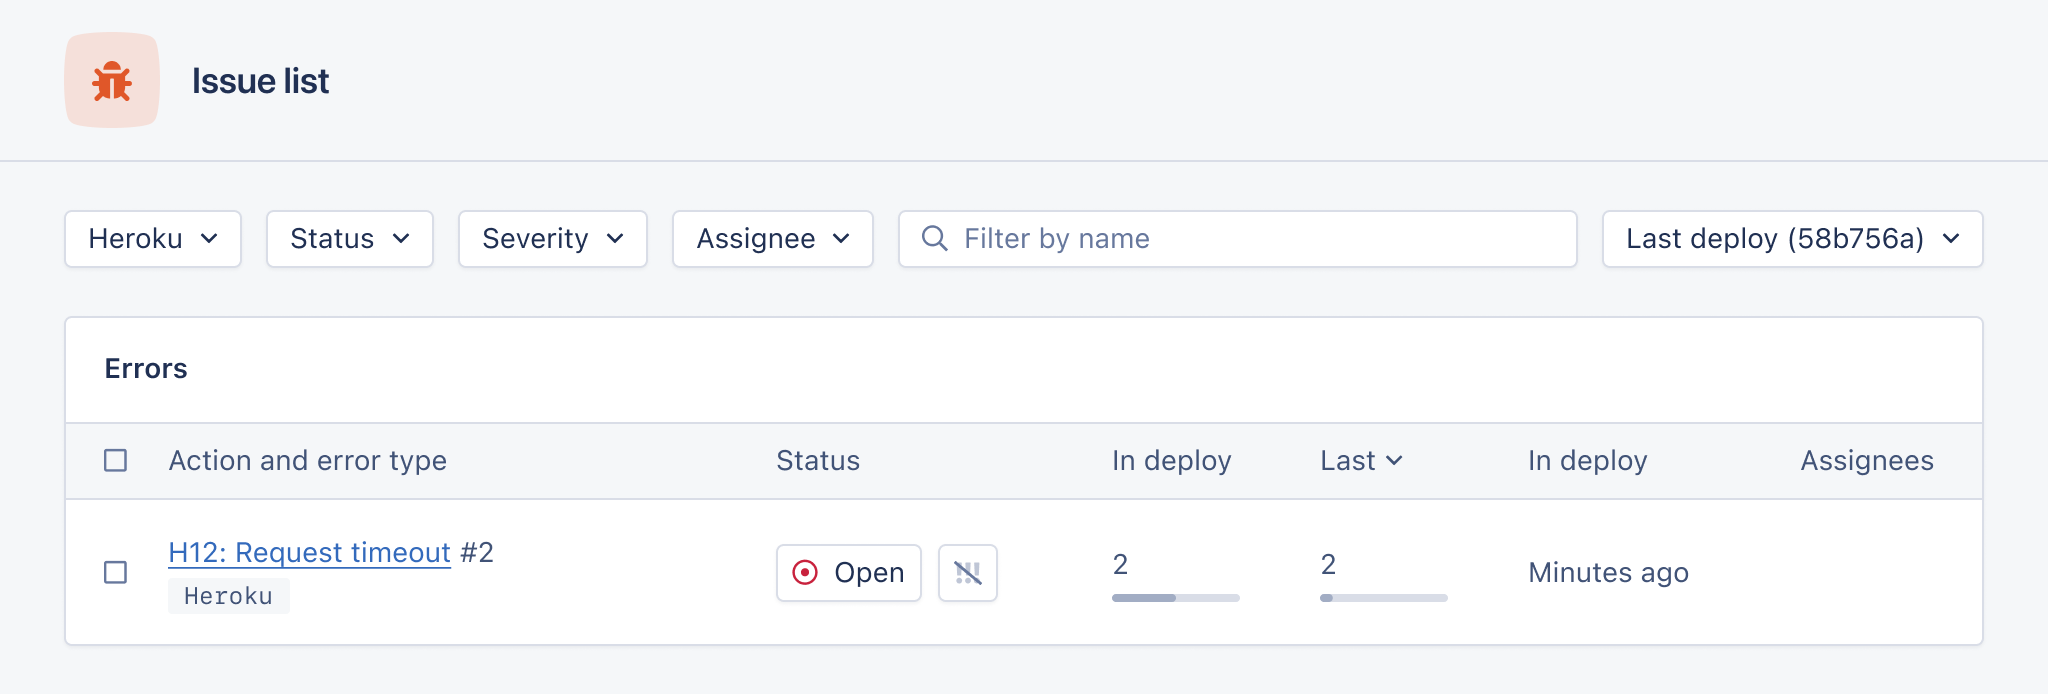 Issue list
Heroku Status Severity Assignee Filter by name Last deploy (58b756a)
Errors
Action and error type Status In deploy Last In deploy Assignees
H12: Request timeout #2 Open 2 2 Minutes ago
Heroku